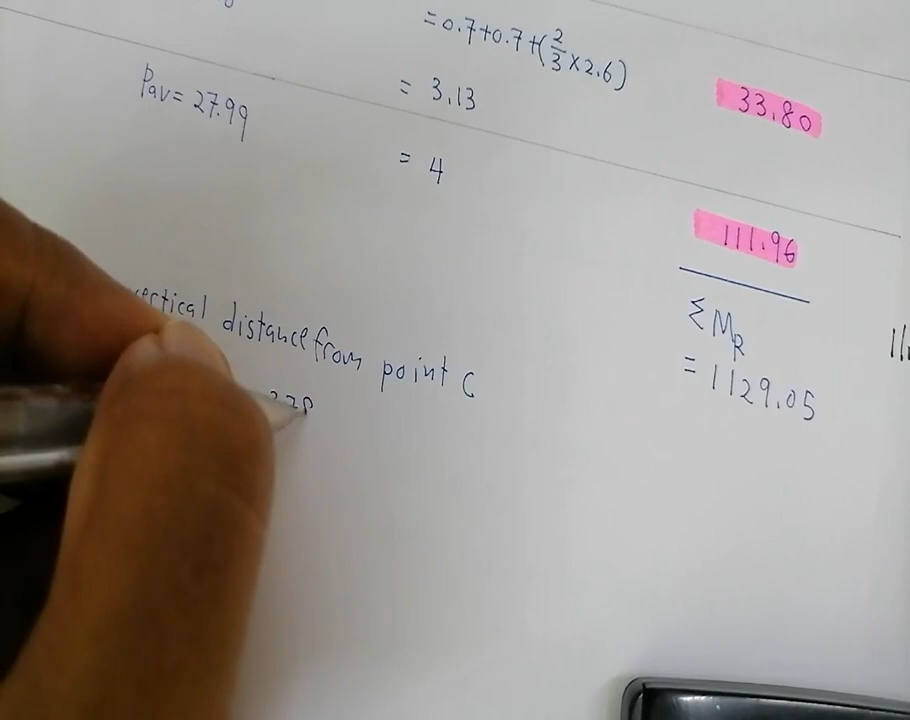 =0.7+0.7+(2/3×2.6)
= 3.13
33.80
Pav= 27.99
= 4
111.96
vertical distance from point C
ΣMR
= 1129.05